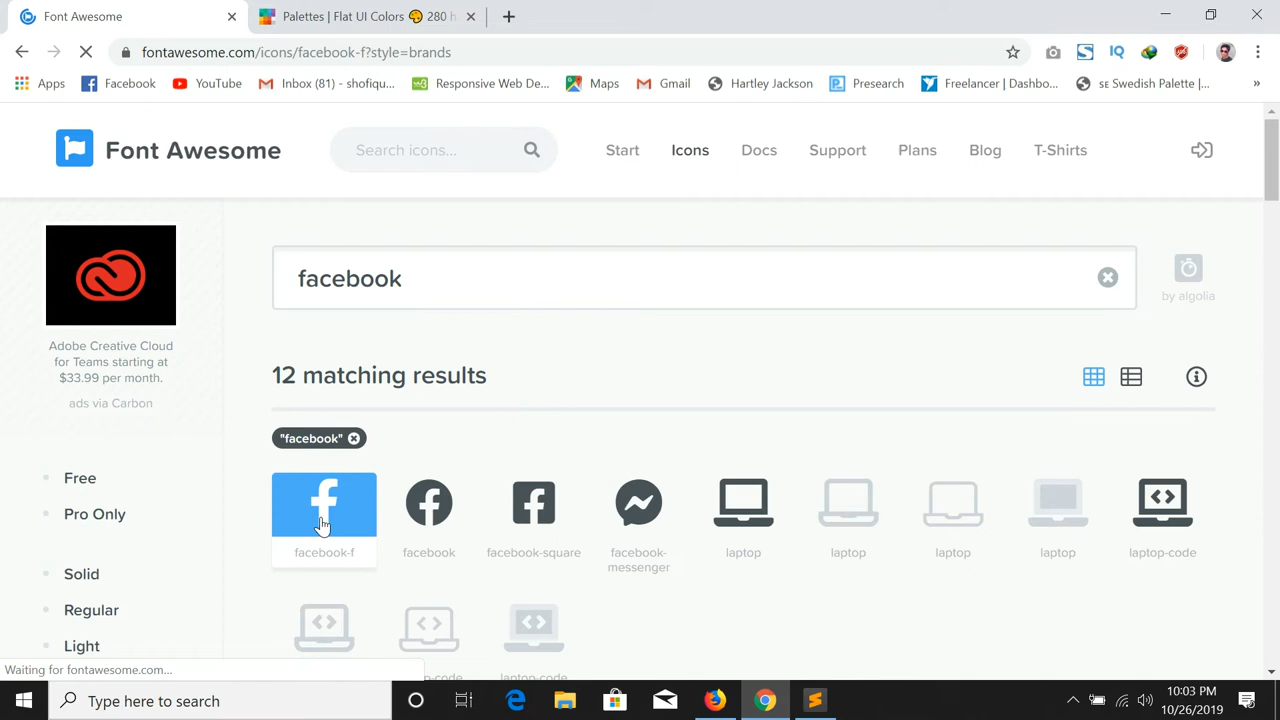 Font Awesome
Palettes | Flat UI Colors 🎨 280 h
fontawesome.com/icons/facebook-f?style=brands
Apps
Facebook
YouTube
Inbox (81) - shofiqu...
Responsive Web De...
Maps
Gmail
Hartley Jackson
Presearch
Freelancer | Dashbo...
SE Swedish Palette |...
»
Font Awesome
Search icons...
Start
Icons
Docs
Support
Plans
Blog
T-Shirts
facebook
by algolia
Adobe Creative Cloud
for Teams starting at
$33.99 per month.
ads via Carbon
12 matching results
"facebook"
Free
Pro Only
Solid
Regular
Light
facebook-f
facebook
facebook-square
facebook-
messenger
laptop
laptop
laptop
laptop
laptop-code
laptop-code
Waiting for fontawesome.com...
Type here to search
10:03 PM
10/26/2019